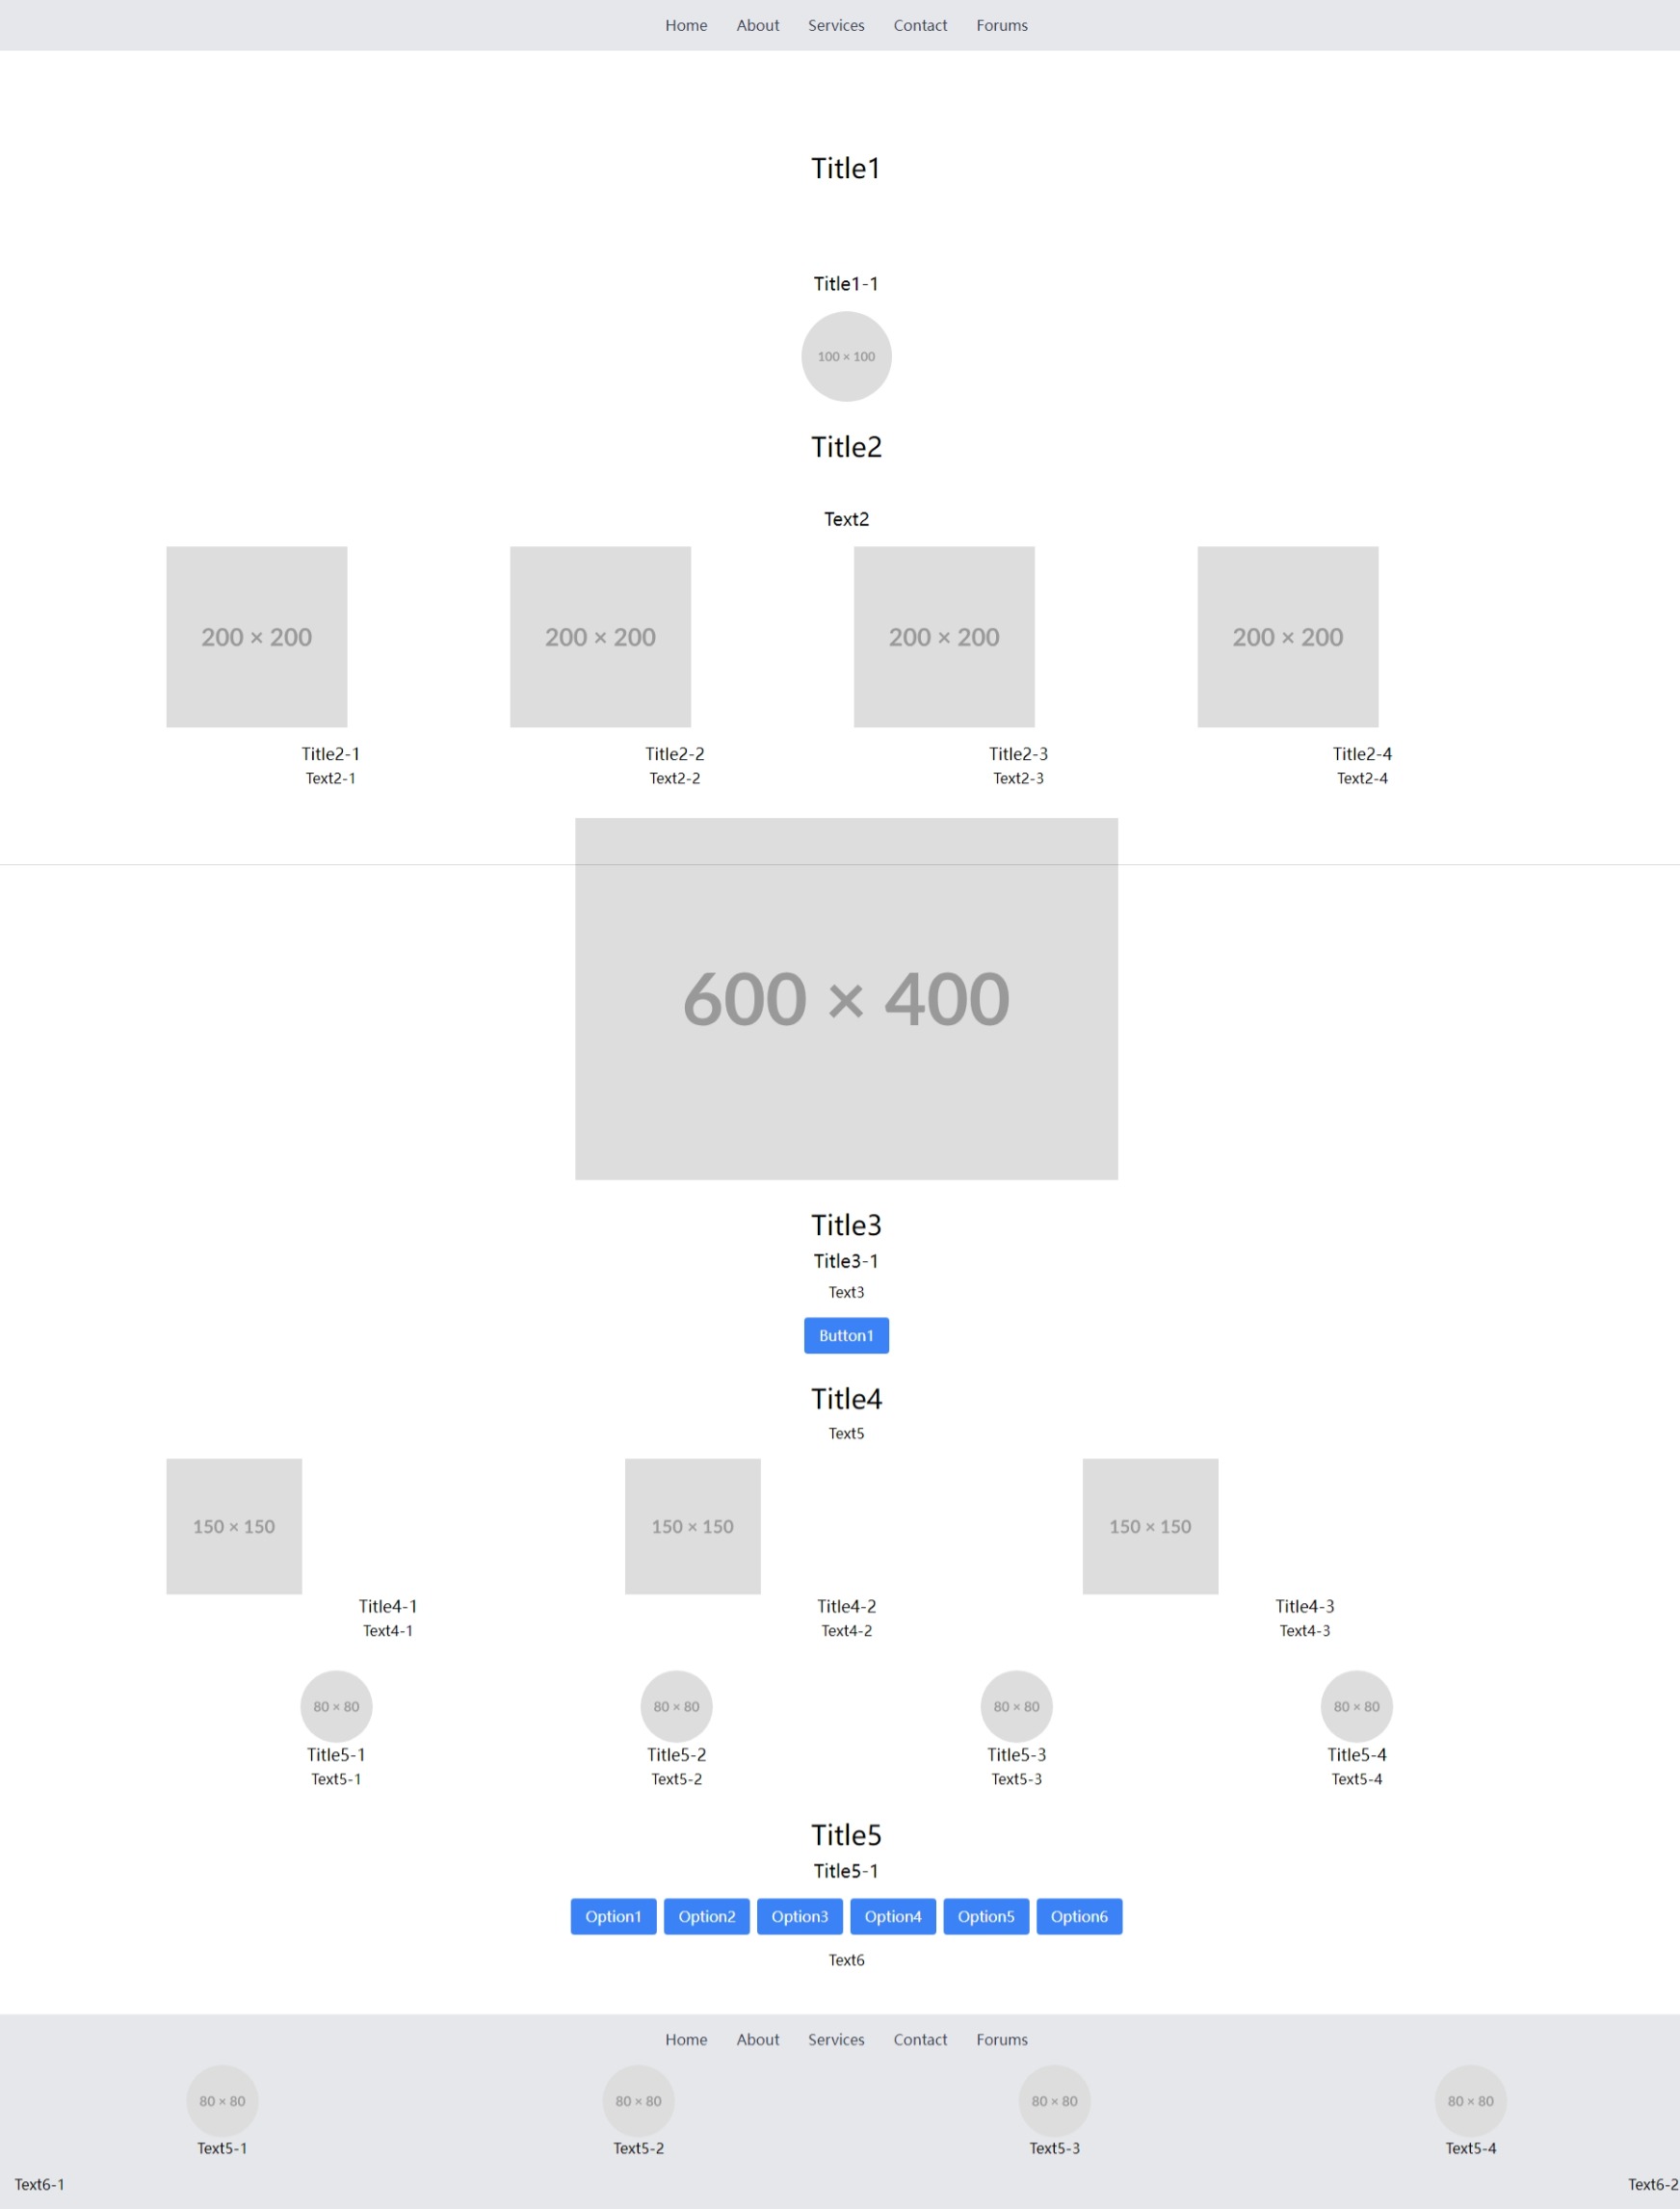 Home About Services Contact Forums
Title1
Title1-1
100 × 100
Title2
Text2
200 × 200 200 × 200 200 × 200 200 × 200
Title2-1 Title2-2 Title2-3 Title2-4
Text2-1 Text2-2 Text2-3 Text2-4
600 × 400
Title3
Title3-1
Text3
Button1
Title4
Text5
150 × 150 150 × 150 150 × 150
Title4-1 Title4-2 Title4-3
Text4-1 Text4-2 Text4-3
80 × 80 80 × 80 80 × 80 80 × 80
Title5-1 Title5-2 Title5-3 Title5-4
Text5-1 Text5-2 Text5-3 Text5-4
Title5
Title5-1
Option1 Option2 Option3 Option4 Option5 Option6
Text6
Home About Services Contact Forums
80 × 80 80 × 80 80 × 80 80 × 80
Text5-1 Text5-2 Text5-3 Text5-4
Text6-1 Text6-2